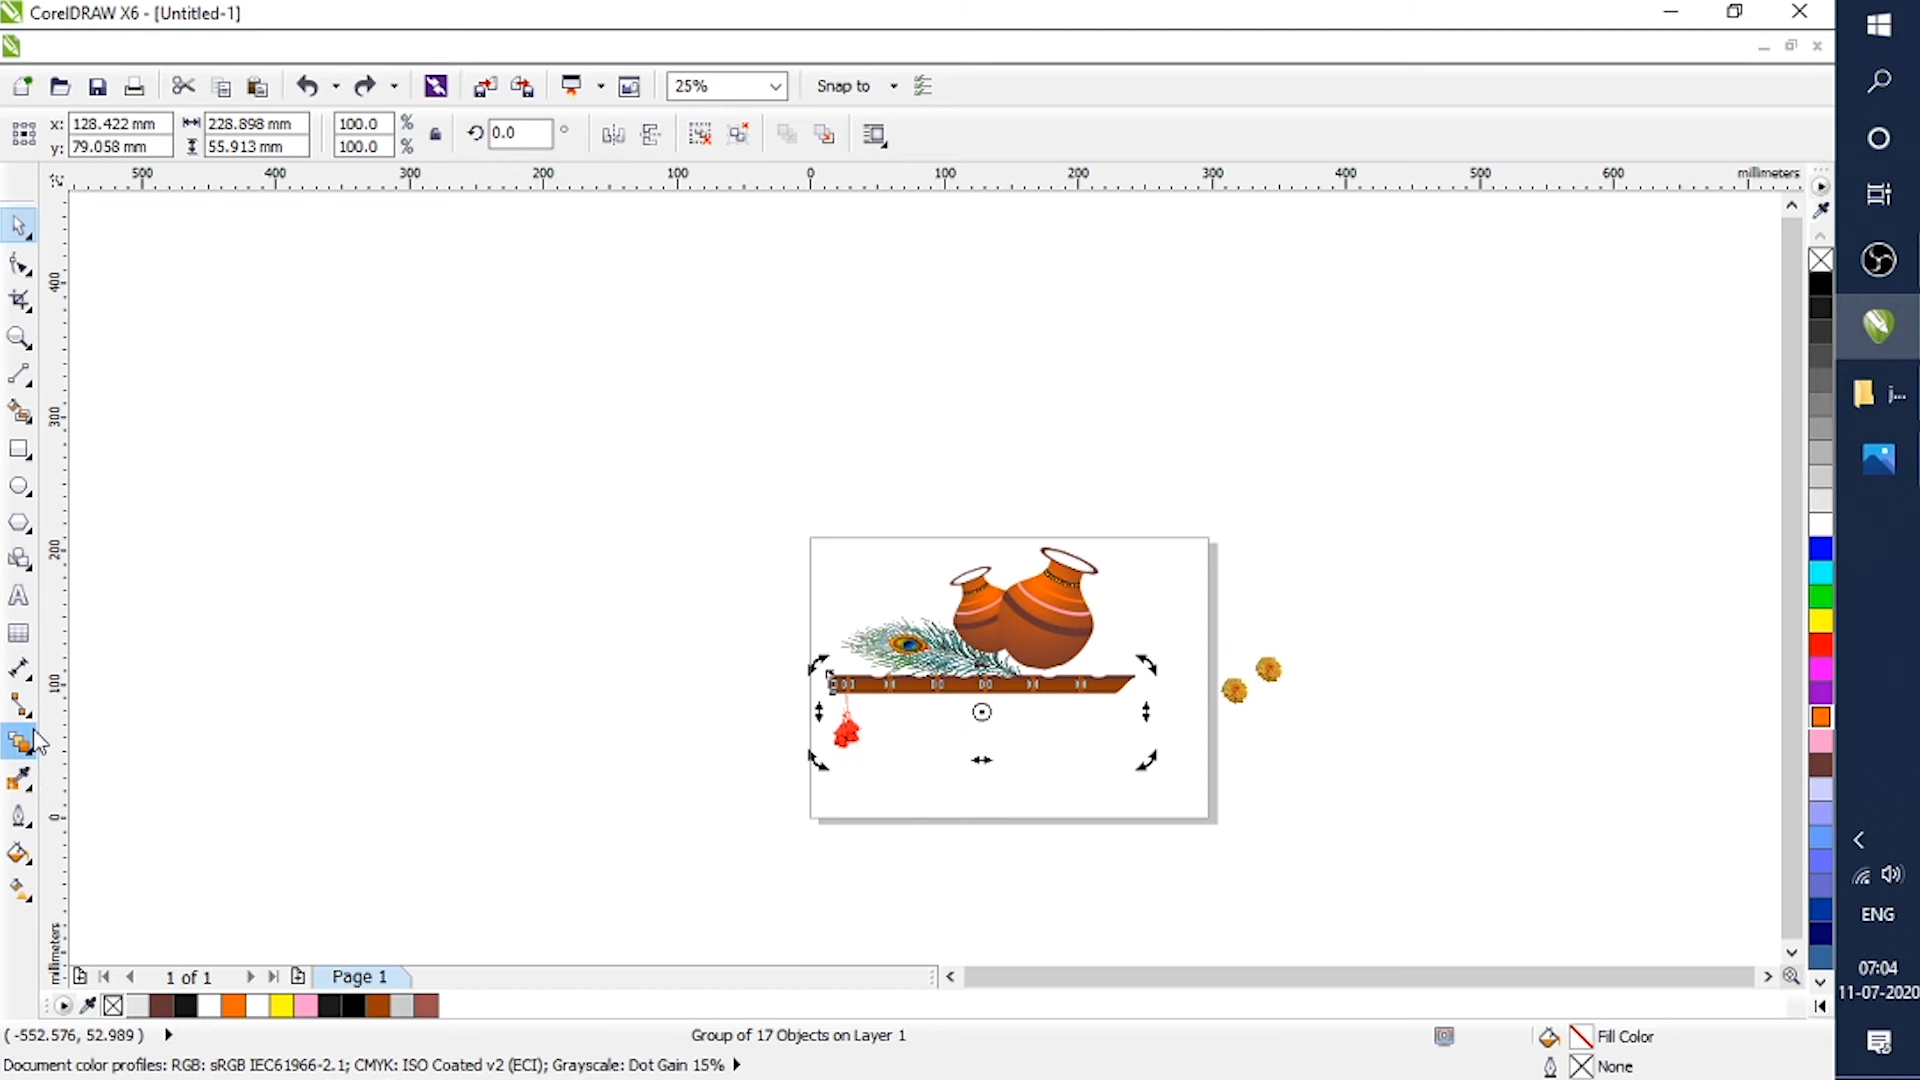 CorelDRAW X6 - [Untitled-1]
25%
Snap to
x: 128.422 mm 228.898 mm 100.0 % 0.0 °
y: 79.058 mm 55.913 mm 100.0 %
500 400 300 200 100 0 100 200 300 400 500 600 millimeters
400
300
200
100
0
millimeters
1 of 1 Page 1
( -552.576, 52.989 ) Group of 17 Objects on Layer 1 Fill Color
Document color profiles: RGB: sRGB IEC61966-2.1; CMYK: ISO Coated v2 (ECI); Grayscale: Dot Gain 15% None
j...
ENG
07:04
11-07-2020